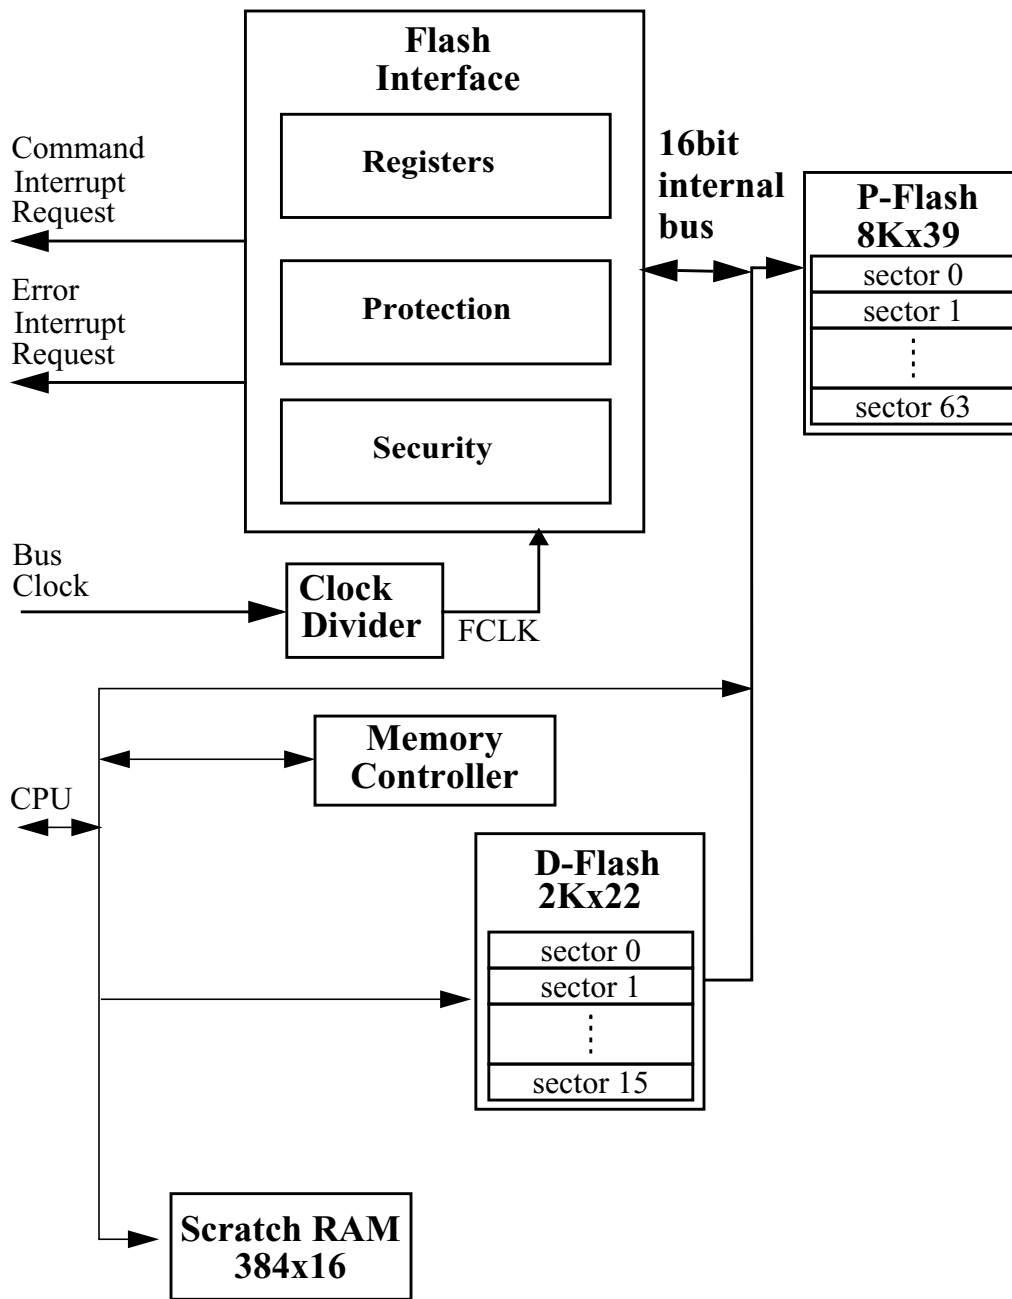 Flash
Interface
Registers
Protection
Security
Command
Interrupt
Request
Error
Interrupt
Request
16bit
internal
bus
P-Flash
8Kx39
sector 0
sector 1
sector 63
Bus
Clock
Clock
Divider
FCLK
Memory
Controller
CPU
D-Flash
2Kx22
sector 0
sector 1
sector 15
Scratch RAM
384x16